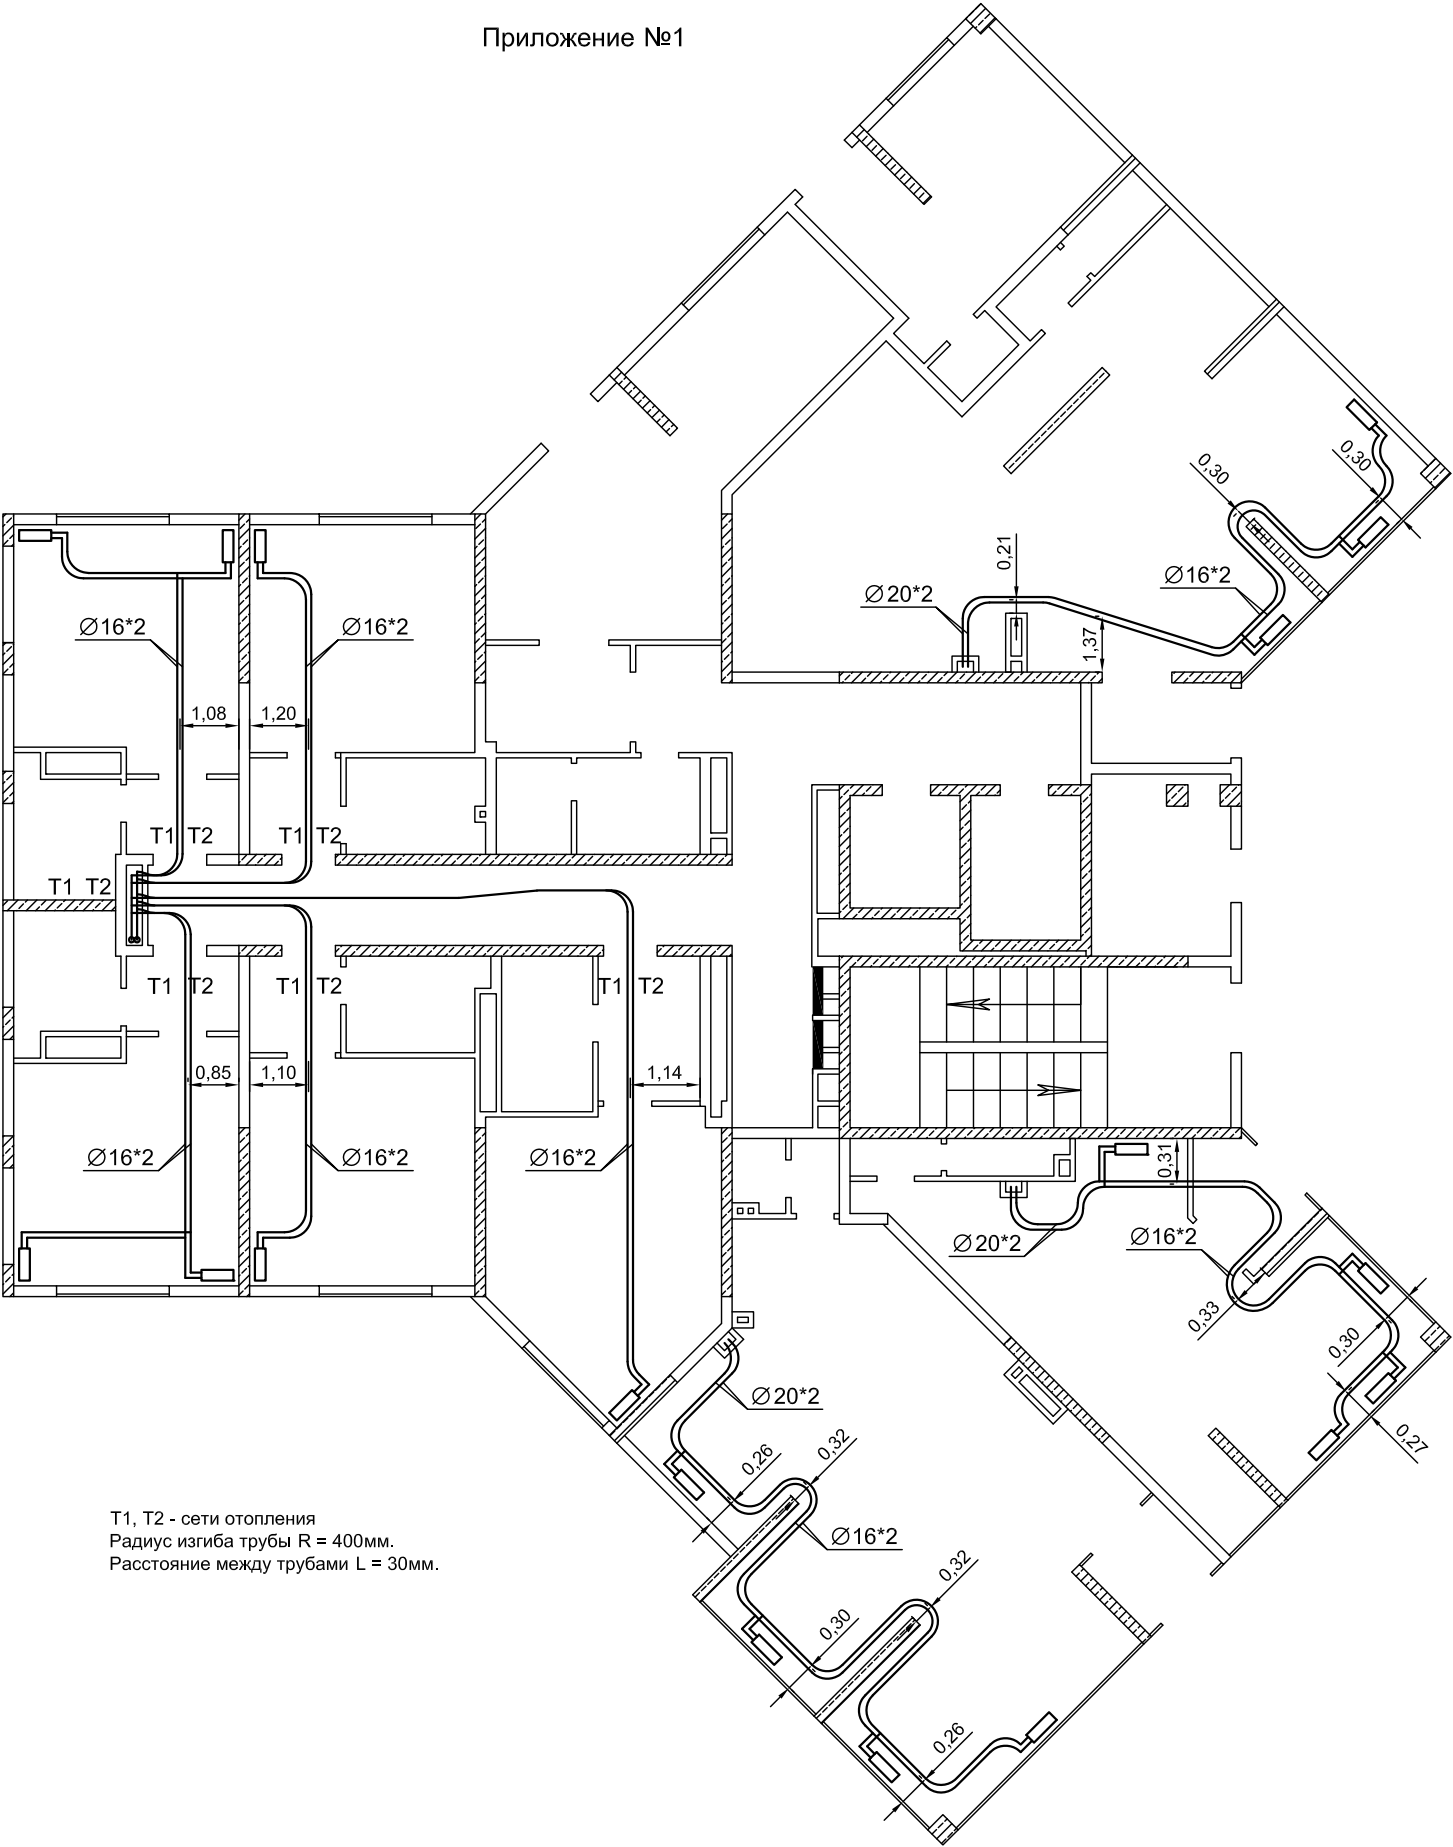 Приложение №1
0,30
0,30
0,21
Ø16*2
Ø20*2
Ø16*2
Ø16*2
1,37
1,08
1,20
T1 T2
T1 T2
T1 T2
T1 T2
T1 T2
T1 T2
0,85
1,10
1,14
Ø16*2
Ø16*2
Ø16*2
0,31
Ø20*2
Ø16*2
0,33
0,30
Ø20*2
0,27
0,26
0,32
Ø16*2
T1, T2 - сети отопления
Радиус изгиба трубы R = 400мм.
Расстояние между трубами L = 30мм.
0,32
0,30
0,26